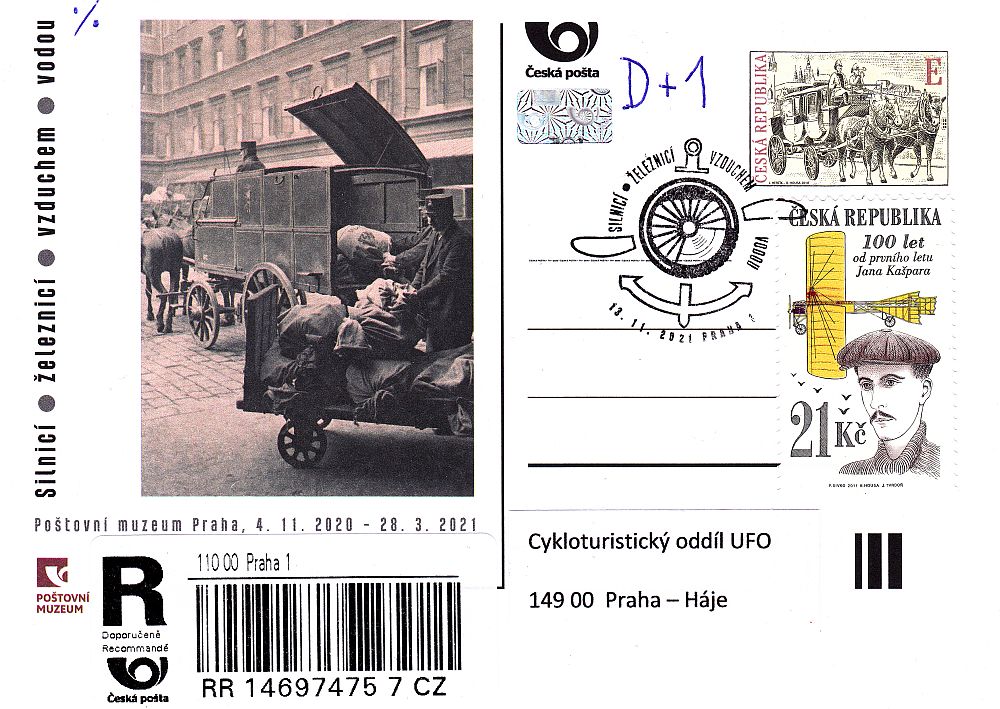 Silnicí ● železnicí ● vzduchem ● vodou
Poštovní muzeum Praha, 4. 11. 2020 - 28. 3. 2021
POŠTOVNÍ
MUZEUM
R
Doporučeně
Recommandé
Česká pošta
110 00 Praha 1
RR 14697475 7 CZ
Česká pošta
D+1
SILNICÍ ● ŽELEZNICÍ VZDUCHEM VODOU
13. 11. 2021 PRAHA 1
ČESKÁ REPUBLIKA
E
ČESKÁ REPUBLIKA
100 let
od prvního letu
Jana Kašpara
21 Kč
Cykloturistický oddíl UFO
149 00 Praha – Háje